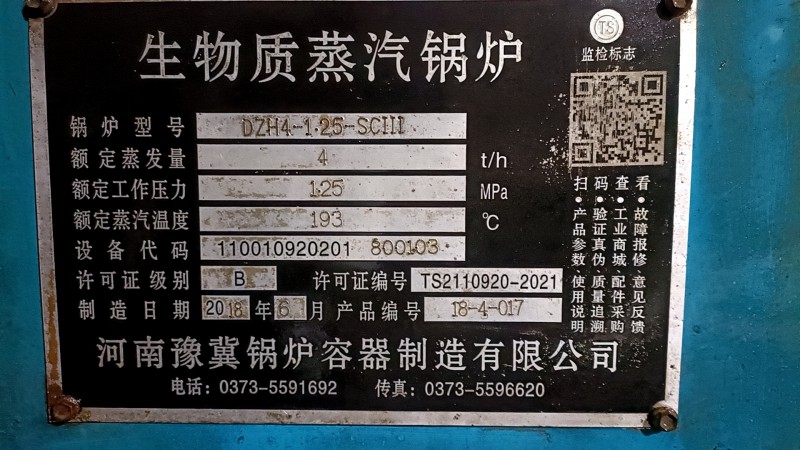 TS
监检标志
生物质蒸汽锅炉
锅炉型号 DZH4-1.25-SCIII
额定蒸发量 4 t/h
额定工作压力 1.25 MPa
额定蒸汽温度 193 ℃
设备代码 110010920201 800103
许可证级别 B 许可证编号 TS2110920-2021
制造日期 2018年6月 产品编号 18-4-017
扫码查看
·故障报修、意见反馈
·工业商城、配件采购
·验证真伪、质量追溯
·产品参数、使用说明
河南豫冀锅炉容器制造有限公司
电话：0373-5591692 传真：0373-5596620